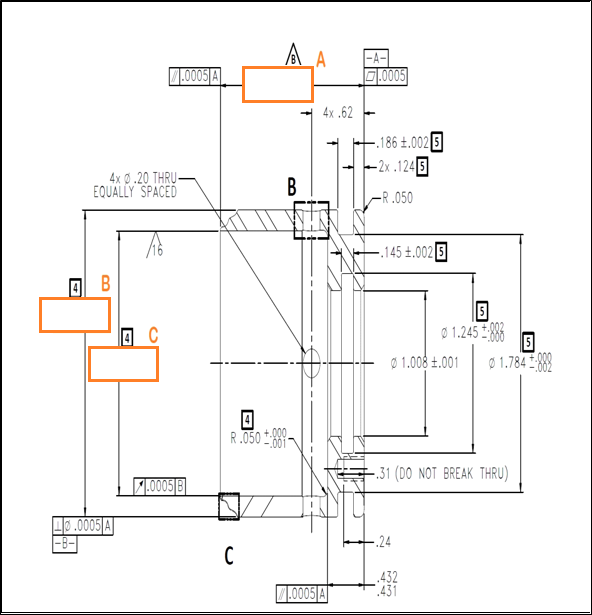 B
A
-A-
// .0005 A
⏥ .0005
4x .62
.186 ±.002 5
2x .124 5
4x Ø .20 THRU
EQUALLY SPACED
B
R .050
16
.145 ±.002 5
4
B
4
C
5
Ø 1.245 +.002
-.000
5
Ø 1.008 ±.001
Ø 1.784 +.000
-.002
4
R .050 +.000
-.001
.31 (DO NOT BREAK THRU)
↗ .0005 B
⊥ Ø .0005 A
-B-
C
.24
// .0005 A
.432
.431